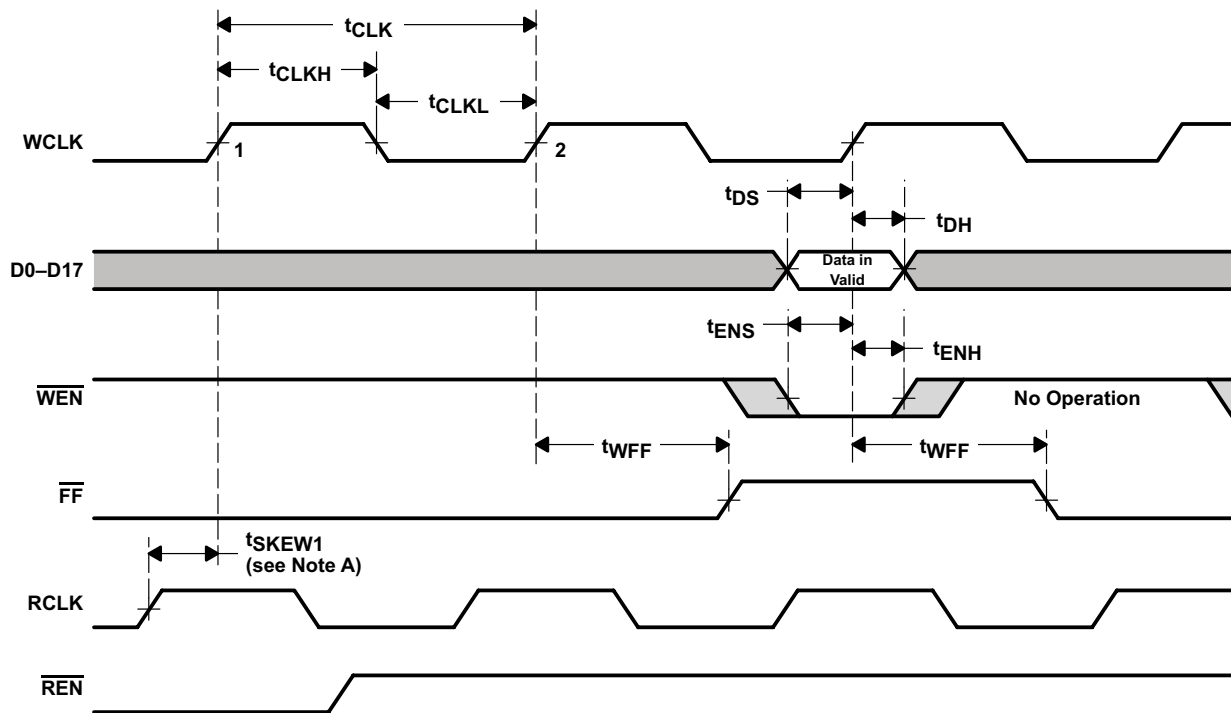 tCLK
tCLKH
tCLKL
WCLK
1
2
tDS
tDH
D0–D17
Data in
Valid
tENS
tENH
WEN
No Operation
tWFF
tWFF
FF
tSKEW1
(see Note A)
RCLK
REN